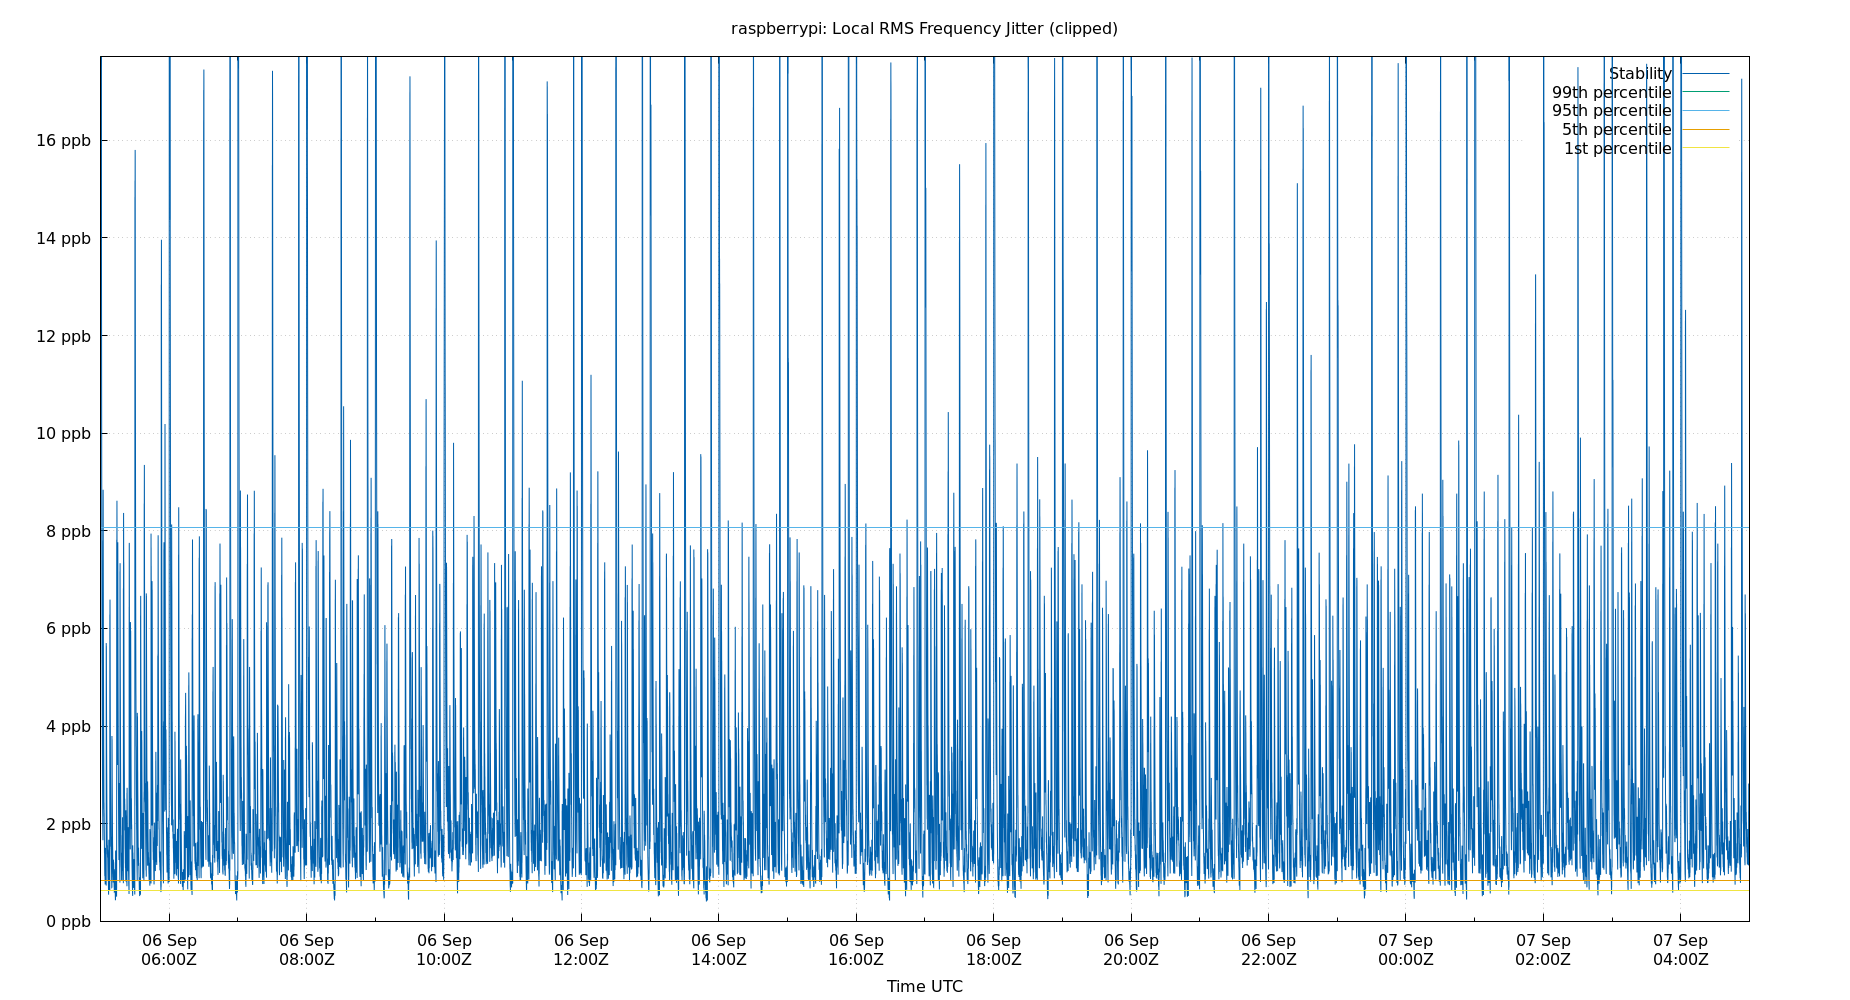 raspberrypi: Local RMS Frequency Jitter (clipped)
Stability
99th percentile
95th percentile
5th percentile
1st percentile
16 ppb
14 ppb
12 ppb
10 ppb
8 ppb
6 ppb
4 ppb
2 ppb
0 ppb
06 Sep 06 Sep 06 Sep 06 Sep 06 Sep 06 Sep 06 Sep 06 Sep 06 Sep 07 Sep 07 Sep 07 Sep
06:00Z 08:00Z 10:00Z 12:00Z 14:00Z 16:00Z 18:00Z 20:00Z 22:00Z 00:00Z 02:00Z 04:00Z
Time UTC